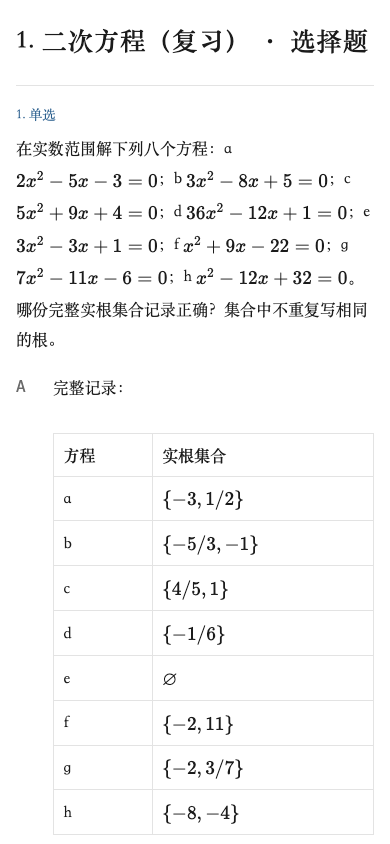 1. 二次方程（复习） · 选择题
1. 单选
在实数范围解下列八个方程：a
2x² − 5x − 3 = 0；b 3x² − 8x + 5 = 0；c
5x² + 9x + 4 = 0；d 36x² − 12x + 1 = 0；e
3x² − 3x + 1 = 0；f x² + 9x − 22 = 0；g
7x² − 11x − 6 = 0；h x² − 12x + 32 = 0。
哪份完整实根集合记录正确？集合中不重复写相同
的根。
A 完整记录：
方程 实根集合
a {−3, 1/2}
b {−5/3, −1}
c {4/5, 1}
d {−1/6}
e ∅
f {−2, 11}
g {−2, 3/7}
h {−8, −4}